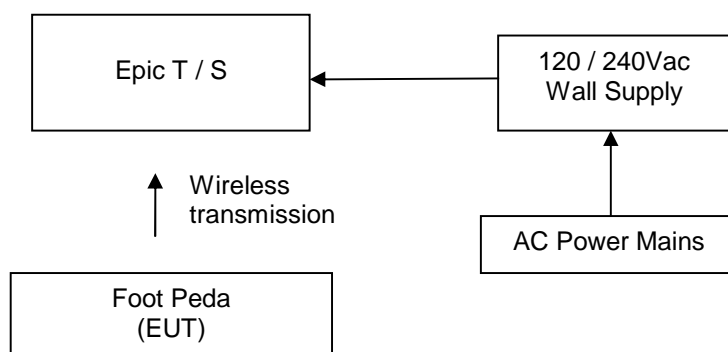 Epic T / S
120 / 240Vac
Wall Supply
Wireless
transmission
AC Power Mains
Foot Peda
(EUT)